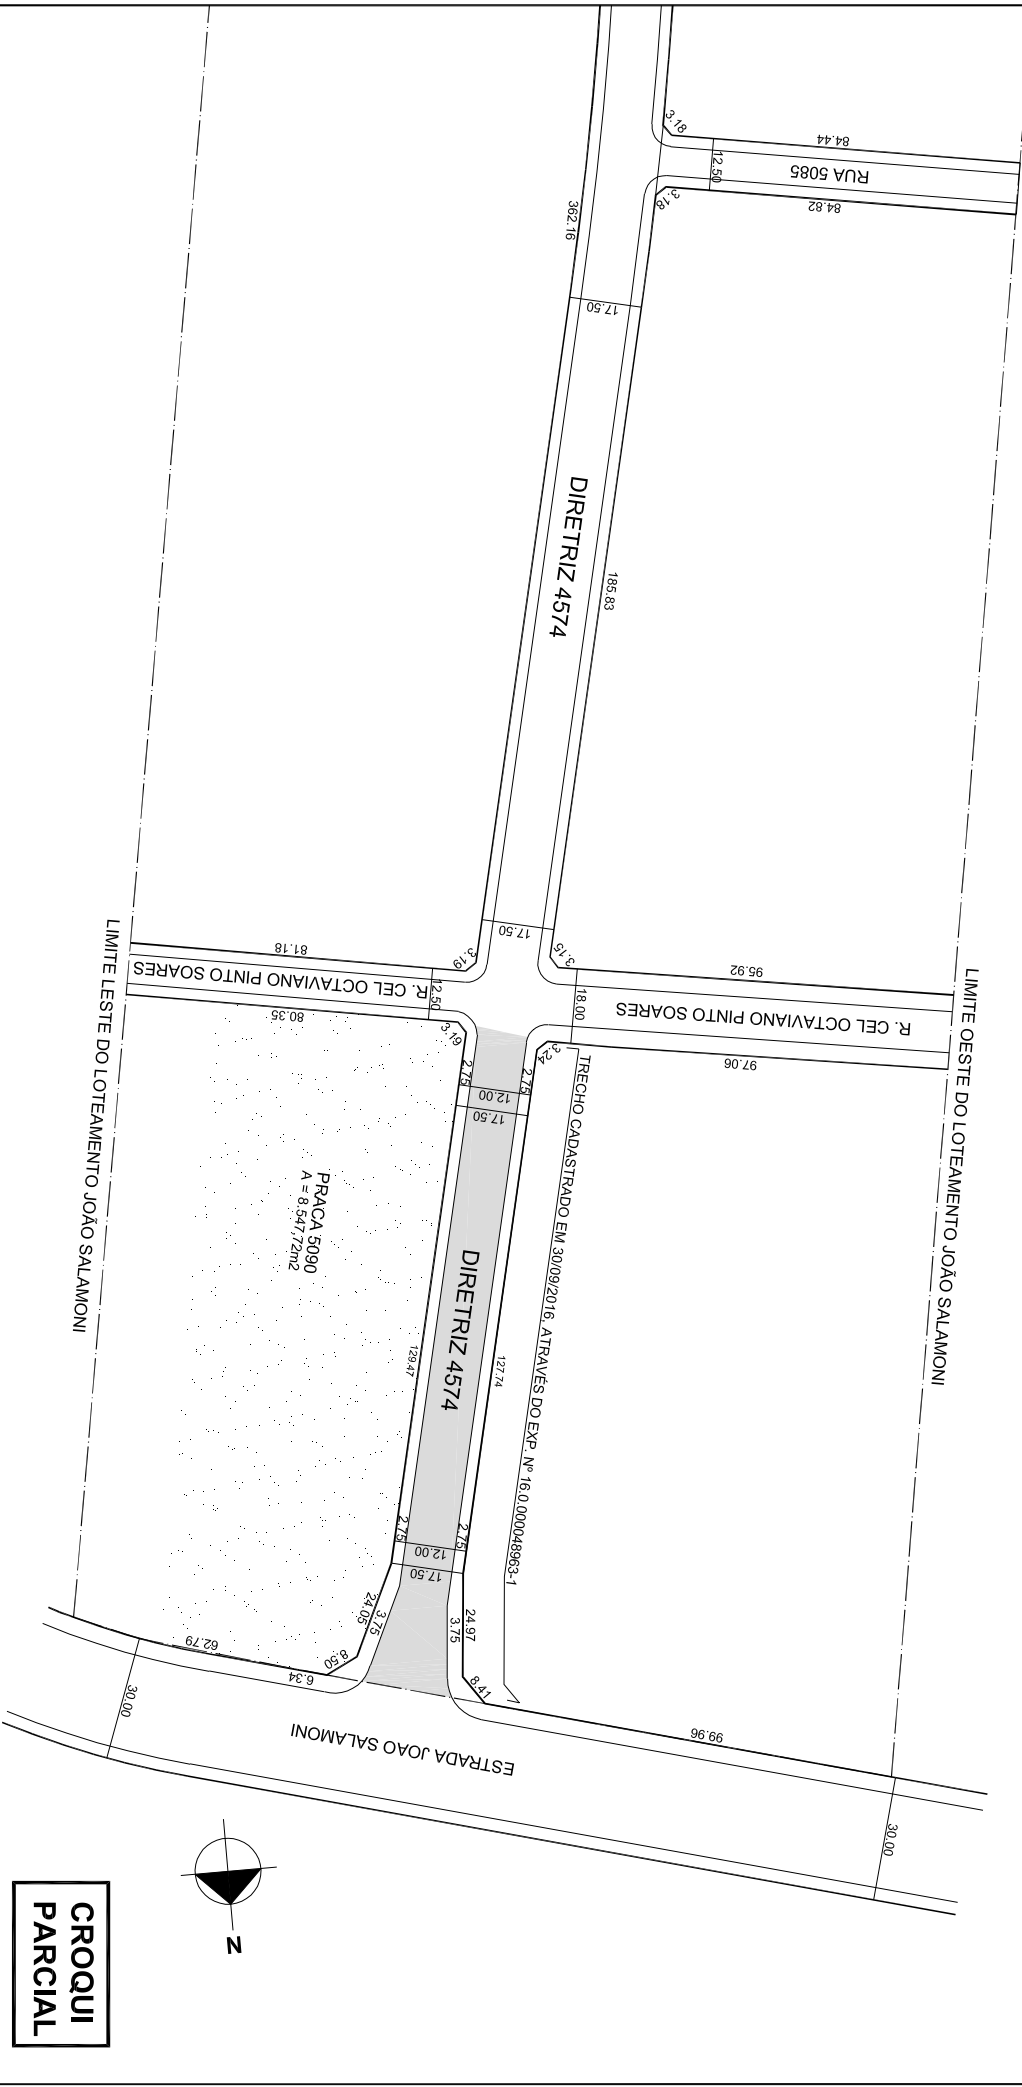 3.18
84.44
12.50
RUA 5085
3.18
84.82
362.16
17.50
DIRETRIZ 4574
185.83
17.50
81.18
3.19
3.15
95.92
R. CEL OCTAVIANO PINTO SOARES
12.50
18.00
R. CEL OCTAVIANO PINTO SOARES
80.35
3.19
3.24
97.06
LIMITE LESTE DO LOTEAMENTO JOÃO SALAMONI
LIMITE OESTE DO LOTEAMENTO JOÃO SALAMONI
2.75
2.75
12.00
17.50
TRECHO CADASTRADO EM 30/09/2016, ATRAVÉS DO EXP. Nº 16.0.000048963-1
PRACA 5090
A = 8.547,72m2
DIRETRIZ 4574
129.47
127.74
2.75
2.75
12.00
17.50
24.05
3.75
3.75
24.97
8.50
8.41
62.79
6.34
99.96
30.00
ESTRADA JOAO SALAMONI
30.00
N
CROQUI
PARCIAL